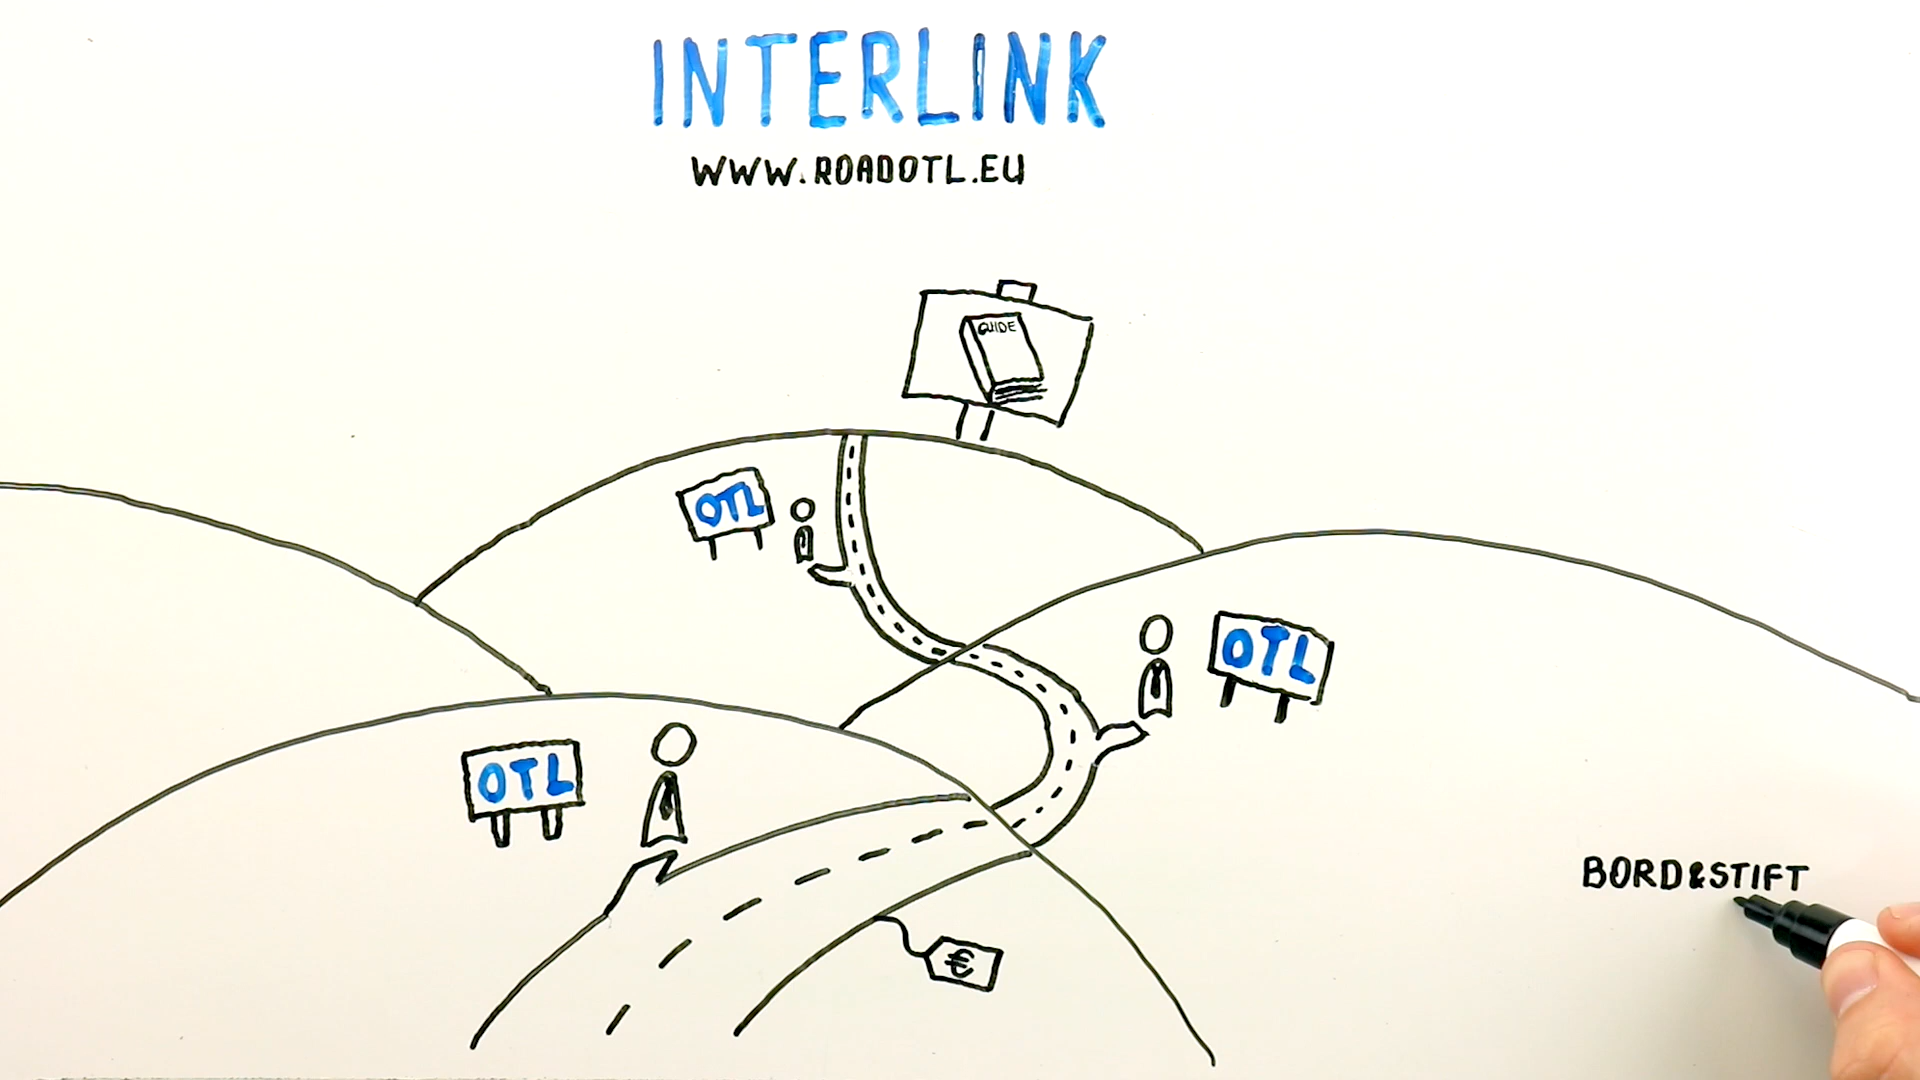 INTERLINK
WWW.ROADOTL.EU
GUIDE
OTL
OTL
OTL
€
BORD&STIFT